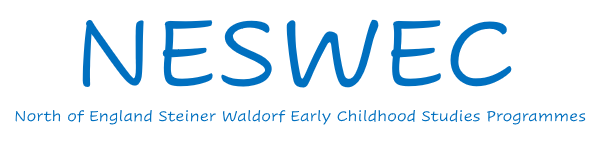 NESWEC
North of England Steiner Waldorf Early Childhood Studies Programmes